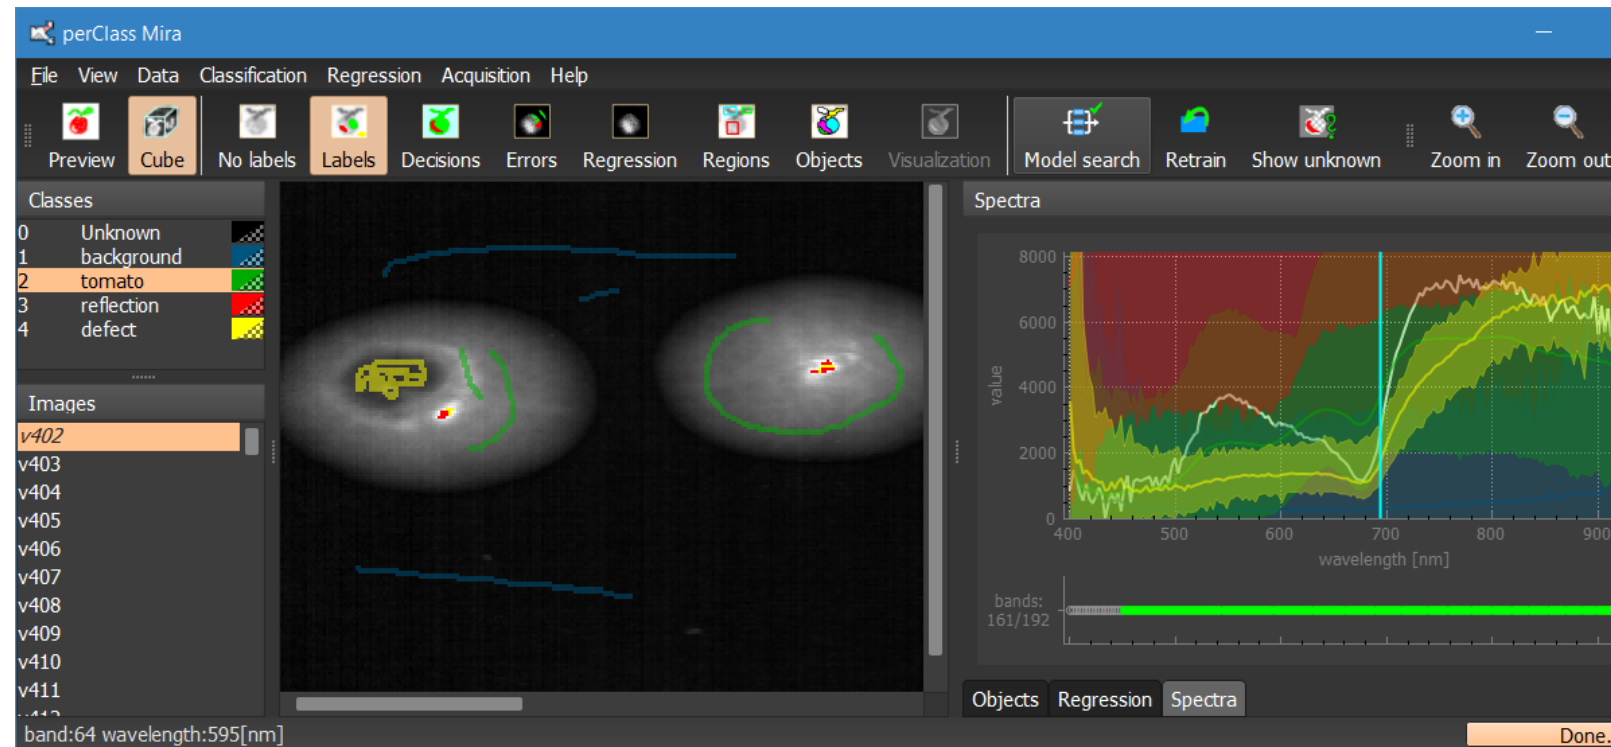 perClass Mira
File View Data Classification Regression Acquisition Help
Preview Cube No labels Labels Decisions Errors Regression Regions Objects Visualization Model search Retrain Show unknown Zoom in Zoom out
Classes
0 Unknown
1 background
2 tomato
3 reflection
4 defect
Images
v402
v403
v404
v405
v406
v407
v408
v409
v410
v411
v412
Spectra
8000
6000
4000
2000
0
value
400 500 600 700 800 900
wavelength [nm]
bands:
161/192
Objects Regression Spectra
band:64 wavelength:595[nm]
Done.